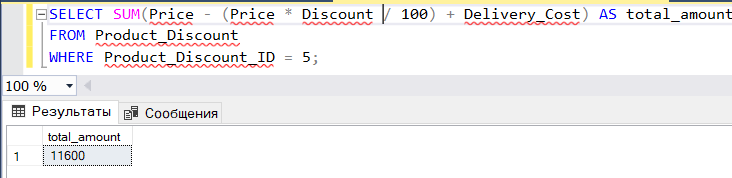 SELECT SUM(Price - (Price * Discount / 100) + Delivery_Cost) AS total_amount
FROM Product_Discount
WHERE Product_Discount_ID = 5;
100 %
Результаты Сообщения
total_amount
1 11600